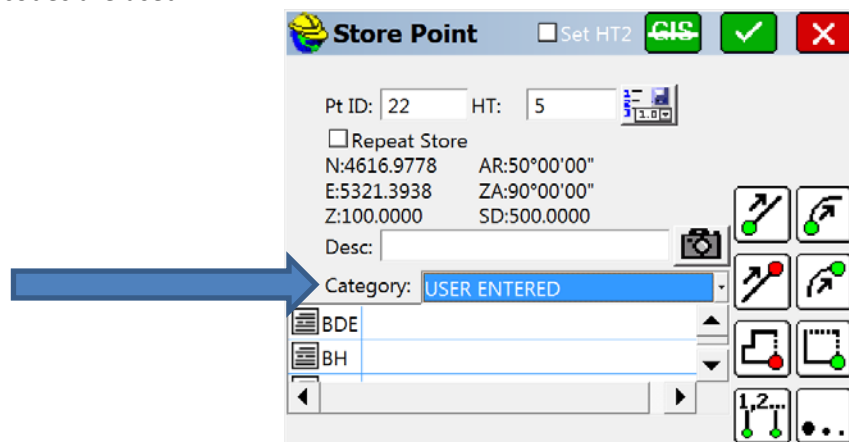 Store Point Set HT2 GIS
Pt ID: 22 HT: 5
1.0
Repeat Store
N:4616.9778 AR:50°00'00"
E:5321.3938 ZA:90°00'00"
Z:100.0000 SD:500.0000
Desc:
Category: USER ENTERED
BDE
BH
1,2...